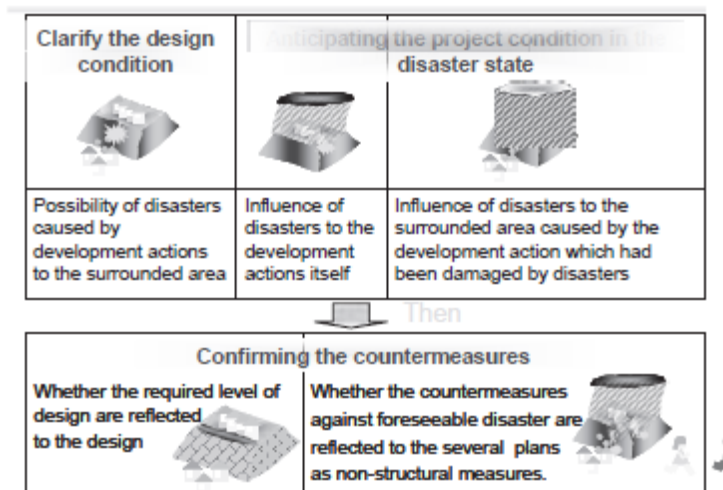 Clarify the design
condition
Anticipating the project condition in the
disaster state
Possibility of disasters
caused by
development actions
to the surrounded area
Influence of
disasters to the
development
actions itself
Influence of disasters to the
surrounded area caused by the
development action which had
been damaged by disasters
Then
Confirming the countermeasures
Whether the required level of
design are reflected
to the design
Whether the countermeasures
against foreseeable disaster are
reflected to the several plans
as non-structural measures.